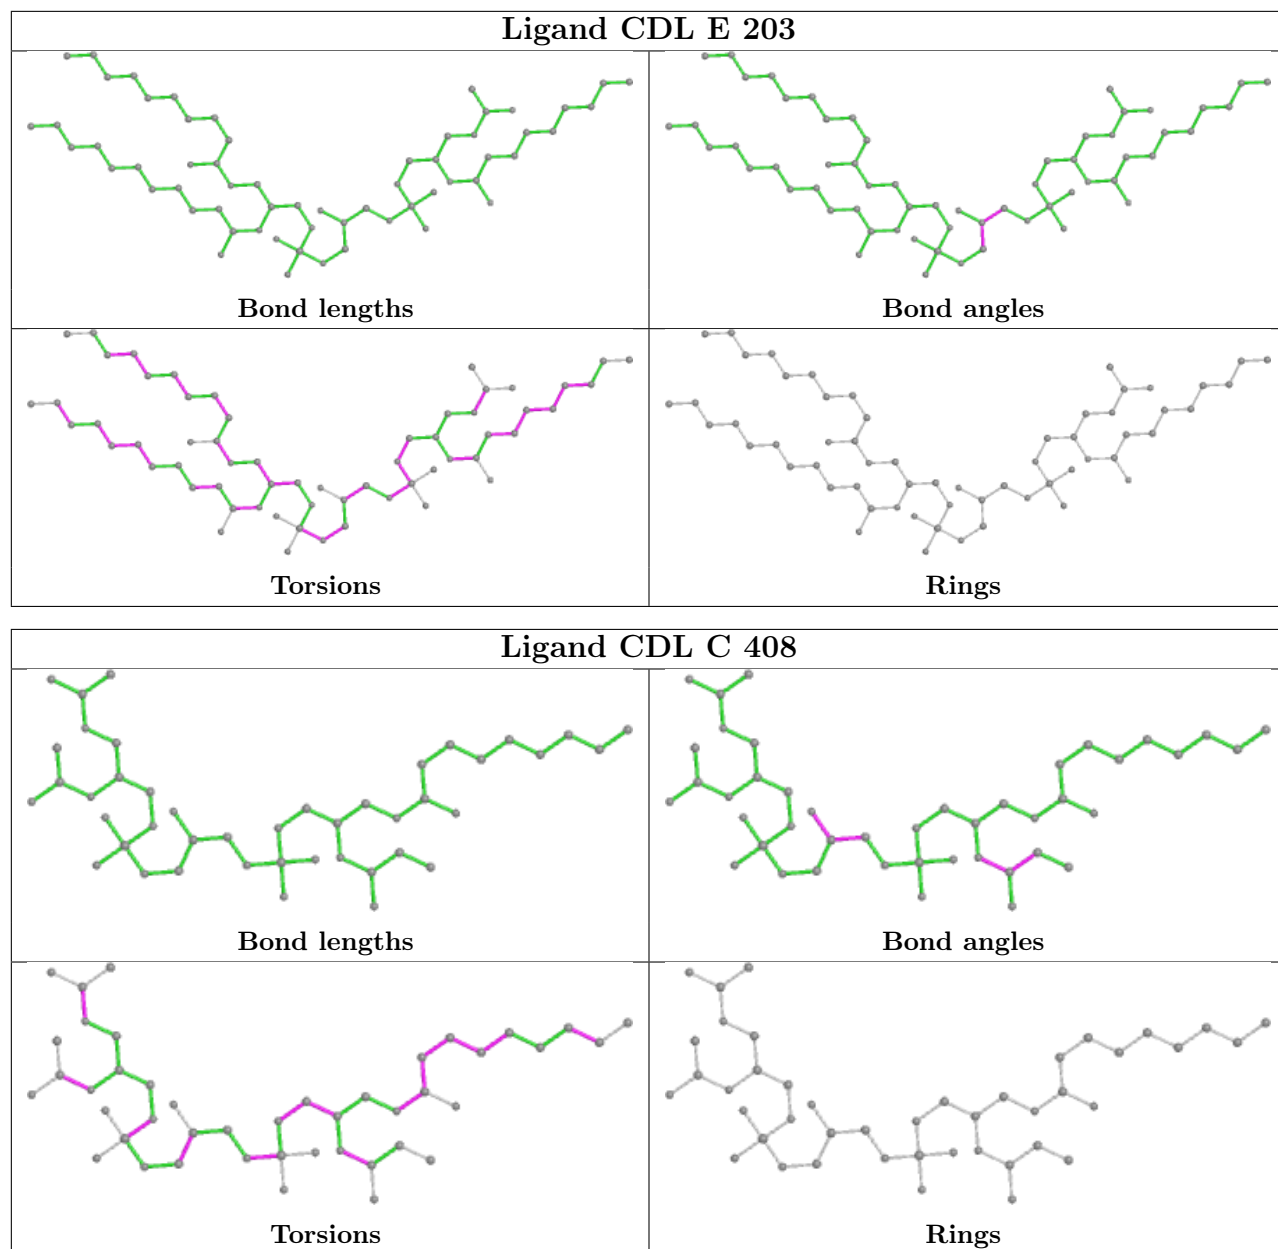 Ligand CDL E 203
Bond lengths
Bond angles
Torsions
Rings
Ligand CDL C 408
Bond lengths
Bond angles
Torsions
Rings